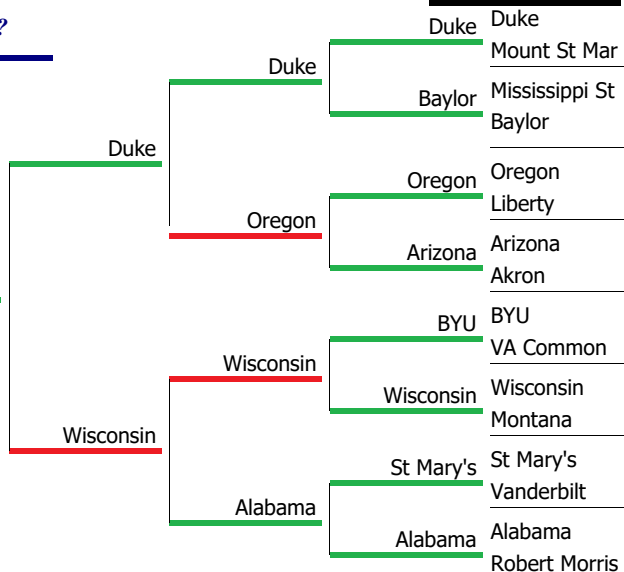 ?
Duke
Mount St Mar
Mississippi St
Baylor
Oregon
Liberty
Arizona
Akron
BYU
VA Common
Wisconsin
Montana
St Mary's
Vanderbilt
Alabama
Robert Morris
Duke
Baylor
Oregon
Arizona
BYU
Wisconsin
St Mary's
Alabama
Duke
Oregon
Wisconsin
Alabama
Duke
Wisconsin